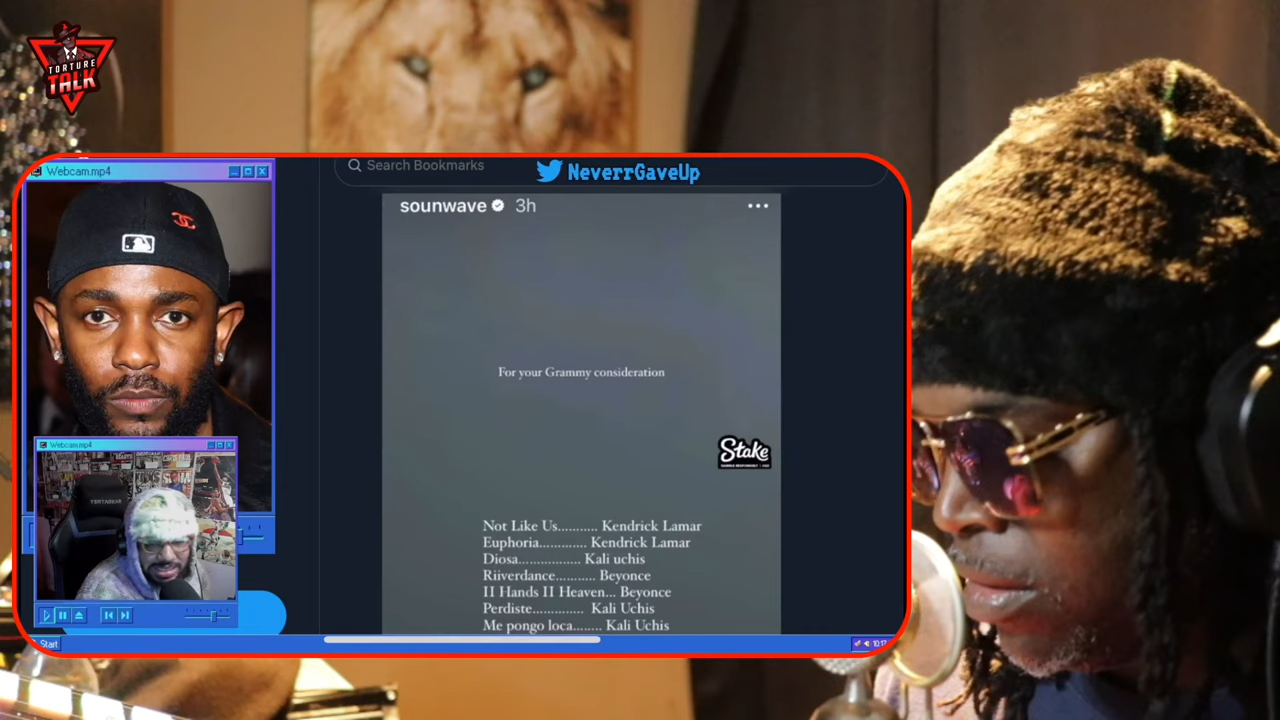 TORTURE
TALK
Webcam.mp4
Search Bookmarks
NeverrGaveUp
sounwave 3h
For your Grammy consideration
Stake
Webcam.mp4
Not Like Us.......... Kendrick Lamar
Euphoria............ Kendrick Lamar
Diosa................ Kali uchis
Riiverdance.......... Beyonce
II Hands II Heaven... Beyonce
Perdiste............. Kali Uchis
Me pongo loca........ Kali Uchis
Start